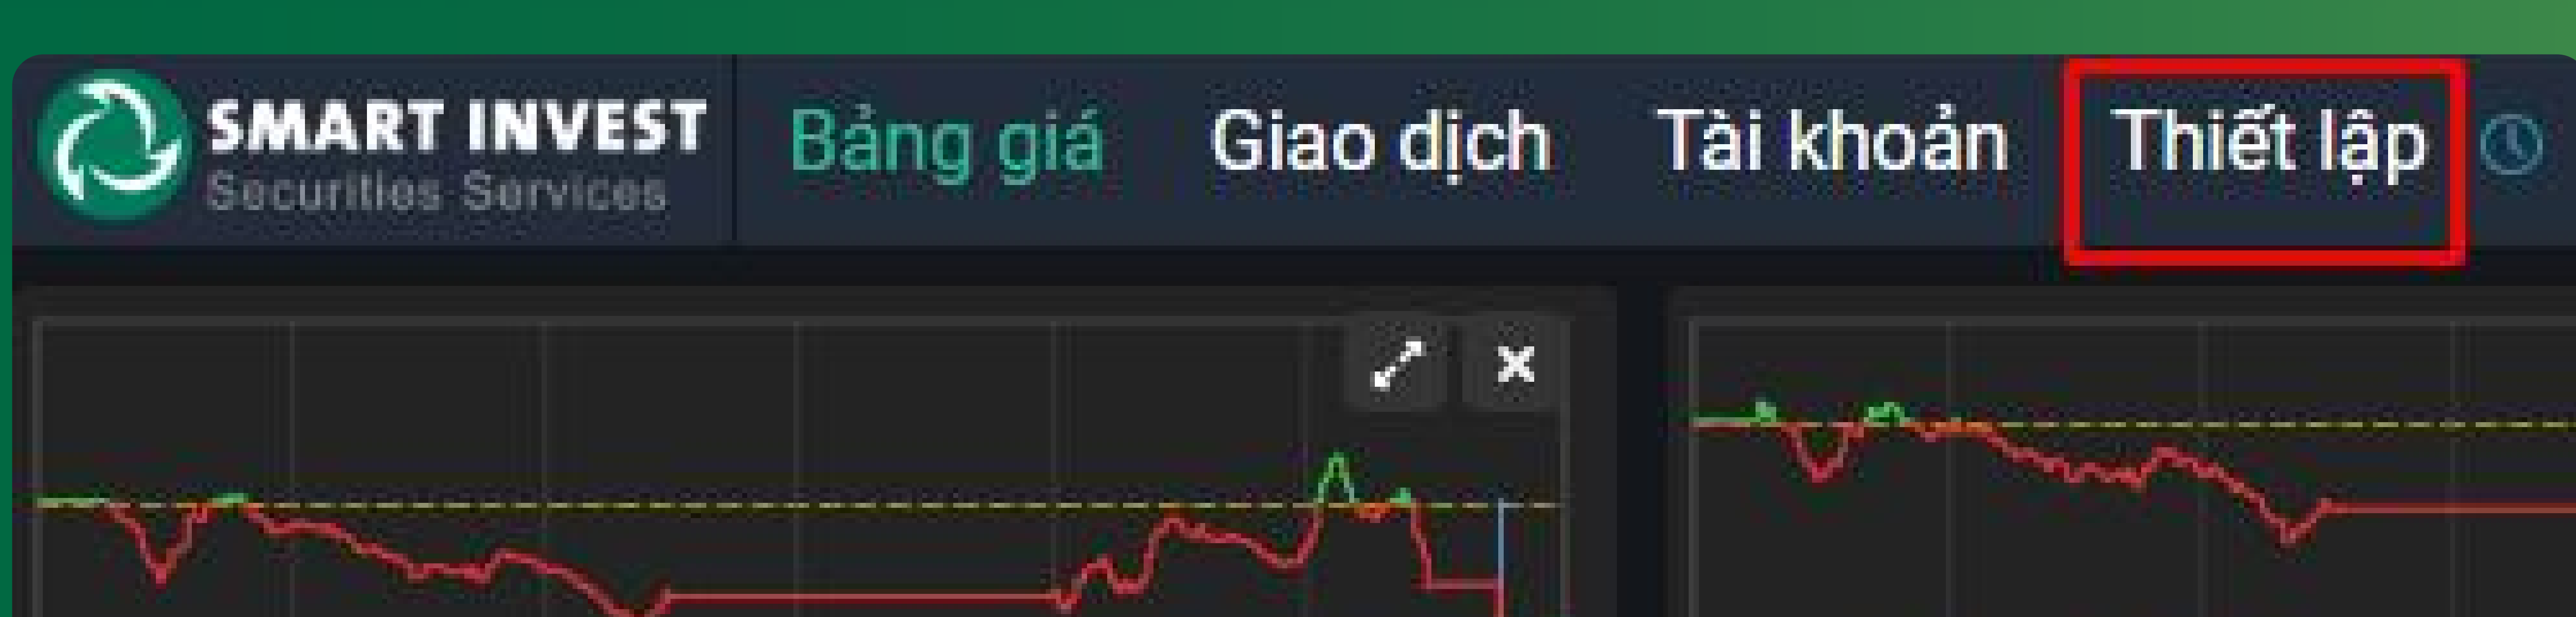 SMART INVEST
Securities Services
Bảng giá
Giao dịch
Tài khoản
Thiết lập